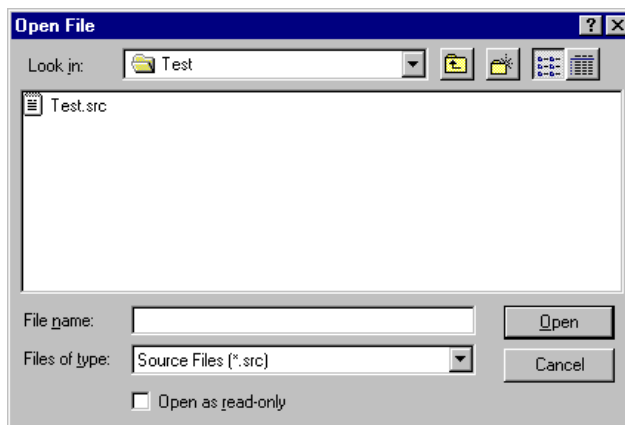 Open File
Look in: Test
Test.src
File name: Open
Files of type: Source Files (*.src) Cancel
Open as read-only